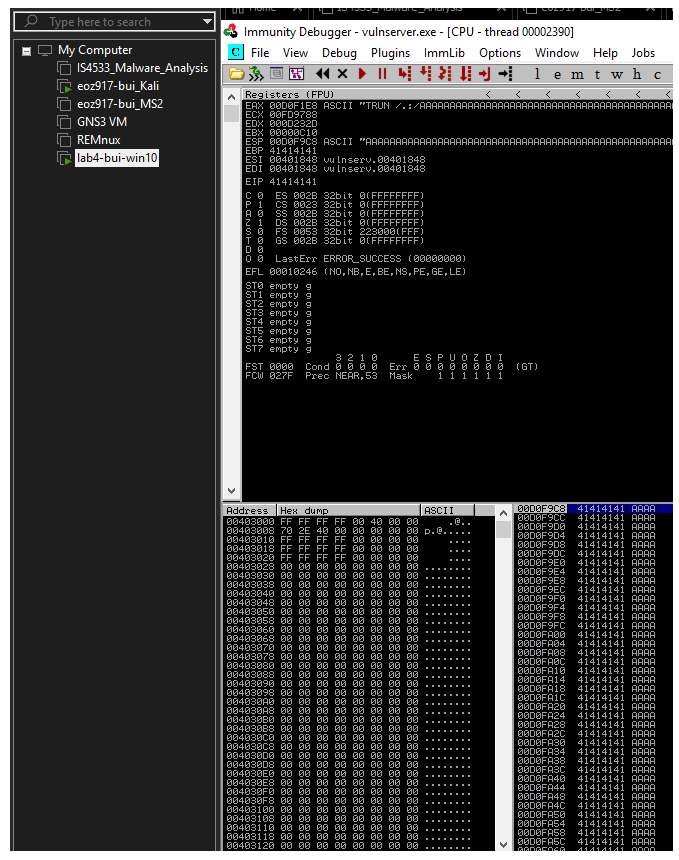 Home
IS4533_Malware_Analysis
eoz917-bui_MS2
Type here to search
My Computer
IS4533_Malware_Analysis
eoz917-bui_Kali
eoz917-bui_MS2
GNS3 VM
REMnux
lab4-bui-win10
Immunity Debugger - vulnserver.exe - [CPU - thread 00002390]
C File View Debug Plugins ImmLib Options Window Help Jobs
l e m t w h c
Registers (FPU) < < < < <
EAX 00D0F1E8 ASCII "TRUN /.:/AAAAAAAAAAAAAAAAAAAAAAAAAAAAAAAAA
ECX 00FD9788
EDX 000D232D
EBX 00000C10
ESP 00D0F9C8 ASCII "AAAAAAAAAAAAAAAAAAAAAAAAAAAAAAAAAAAAAAAAAA
EBP 41414141
ESI 00401848 vulnserv.00401848
EDI 00401848 vulnserv.00401848
EIP 41414141
C 0 ES 002B 32bit 0(FFFFFFFF)
P 1 CS 0023 32bit 0(FFFFFFFF)
A 0 SS 002B 32bit 0(FFFFFFFF)
Z 1 DS 002B 32bit 0(FFFFFFFF)
S 0 FS 0053 32bit 223000(FFF)
T 0 GS 002B 32bit 0(FFFFFFFF)
D 0
O 0 LastErr ERROR_SUCCESS (00000000)
EFL 00010246 (NO,NB,E,BE,NS,PE,GE,LE)
ST0 empty g
ST1 empty g
ST2 empty g
ST3 empty g
ST4 empty g
ST5 empty g
ST6 empty g
ST7 empty g
3 2 1 0 E S P U O Z D I
FST 0000 Cond 0 0 0 0 Err 0 0 0 0 0 0 0 0 (GT)
FCW 027F Prec NEAR,53 Mask 1 1 1 1 1 1
Address Hex dump ASCII
00403000 FF FF FF FF 00 40 00 00 .@..
00403008 70 2E 40 00 00 00 00 00 p.@.....
00403010 FF FF FF FF 00 00 00 00 ....
00403018 FF FF FF FF 00 00 00 00 ....
00403020 FF FF FF FF 00 00 00 00 ....
00403028 00 00 00 00 00 00 00 00 ........
00403030 00 00 00 00 00 00 00 00 ........
00403038 00 00 00 00 00 00 00 00 ........
00403040 00 00 00 00 00 00 00 00 ........
00403048 00 00 00 00 00 00 00 00 ........
00403050 00 00 00 00 00 00 00 00 ........
00403058 00 00 00 00 00 00 00 00 ........
00403060 00 00 00 00 00 00 00 00 ........
00403068 00 00 00 00 00 00 00 00 ........
00403070 00 00 00 00 00 00 00 00 ........
00403078 00 00 00 00 00 00 00 00 ........
00403080 00 00 00 00 00 00 00 00 ........
00403088 00 00 00 00 00 00 00 00 ........
00403090 00 00 00 00 00 00 00 00 ........
00403098 00 00 00 00 00 00 00 00 ........
004030A0 00 00 00 00 00 00 00 00 ........
004030A8 00 00 00 00 00 00 00 00 ........
004030B0 00 00 00 00 00 00 00 00 ........
004030B8 00 00 00 00 00 00 00 00 ........
004030C0 00 00 00 00 00 00 00 00 ........
004030C8 00 00 00 00 00 00 00 00 ........
004030D0 00 00 00 00 00 00 00 00 ........
004030D8 00 00 00 00 00 00 00 00 ........
004030E0 00 00 00 00 00 00 00 00 ........
004030E8 00 00 00 00 00 00 00 00 ........
004030F0 00 00 00 00 00 00 00 00 ........
004030F8 00 00 00 00 00 00 00 00 ........
00403100 00 00 00 00 00 00 00 00 ........
00403108 00 00 00 00 00 00 00 00 ........
00403110 00 00 00 00 00 00 00 00 ........
00403118 00 00 00 00 00 00 00 00 ........
00403120 00 00 00 00 00 00 00 00 ........
00D0F9C8 41414141 AAAA
00D0F9CC 41414141 AAAA
00D0F9D0 41414141 AAAA
00D0F9D4 41414141 AAAA
00D0F9D8 41414141 AAAA
00D0F9DC 41414141 AAAA
00D0F9E0 41414141 AAAA
00D0F9E4 41414141 AAAA
00D0F9E8 41414141 AAAA
00D0F9EC 41414141 AAAA
00D0F9F0 41414141 AAAA
00D0F9F4 41414141 AAAA
00D0F9F8 41414141 AAAA
00D0F9FC 41414141 AAAA
00D0FA00 41414141 AAAA
00D0FA04 41414141 AAAA
00D0FA08 41414141 AAAA
00D0FA0C 41414141 AAAA
00D0FA10 41414141 AAAA
00D0FA14 41414141 AAAA
00D0FA18 41414141 AAAA
00D0FA1C 41414141 AAAA
00D0FA20 41414141 AAAA
00D0FA24 41414141 AAAA
00D0FA28 41414141 AAAA
00D0FA2C 41414141 AAAA
00D0FA30 41414141 AAAA
00D0FA34 41414141 AAAA
00D0FA38 41414141 AAAA
00D0FA3C 41414141 AAAA
00D0FA40 41414141 AAAA
00D0FA44 41414141 AAAA
00D0FA48 41414141 AAAA
00D0FA4C 41414141 AAAA
00D0FA50 41414141 AAAA
00D0FA54 41414141 AAAA
00D0FA58 41414141 AAAA
00D0FA5C 41414141 AAAA
00D0FA60 41414141 AAAA